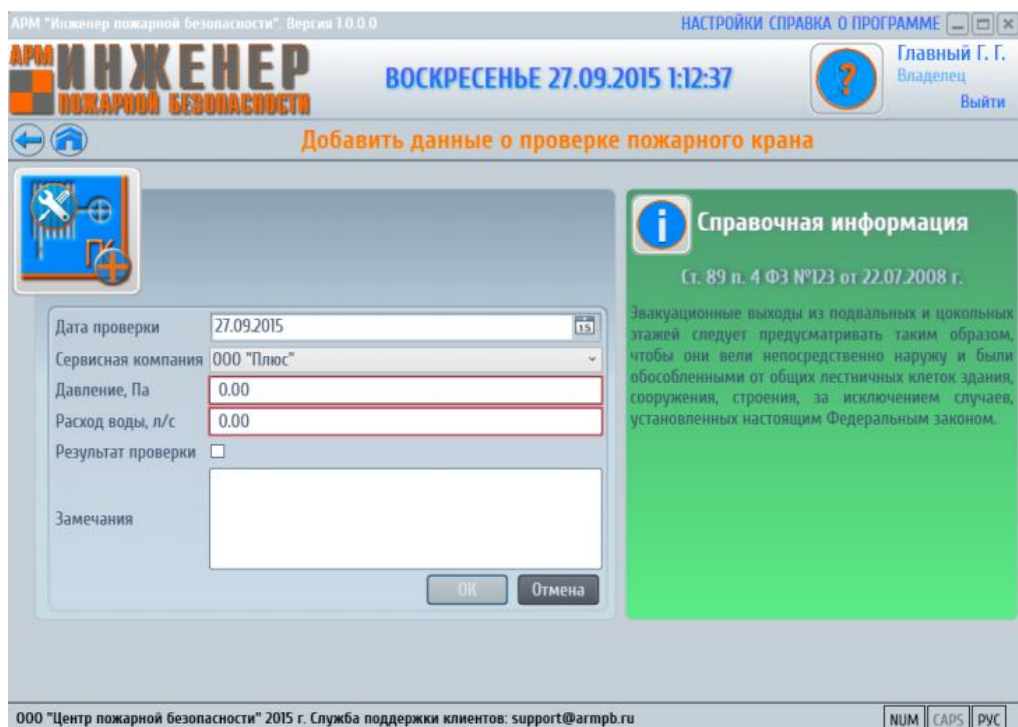 АРМ "Инженер пожарной безопасности". Версия 1.0.0.0
НАСТРОЙКИ СПРАВКА О ПРОГРАММЕ
АРМ ИНЖЕНЕР
ПОЖАРНОЙ БЕЗОПАСНОСТИ
ВОСКРЕСЕНЬЕ 27.09.2015 1:12:37
?
Главный Г. Г.
Владелец
Выйти
Добавить данные о проверке пожарного крана
ПК
Дата проверки 27.09.2015 15
Сервисная компания ООО "Плюс"
Давление, Па 0.00
Расход воды, л/с 0.00
Результат проверки
Замечания
ОК Отмена
i Справочная информация
Ст. 89 п. 4 ФЗ №123 от 22.07.2008 г.
Эвакуационные выходы из подвальных и цокольных
этажей следует предусматривать таким образом,
чтобы они вели непосредственно наружу и были
обособленными от общих лестничных клеток здания,
сооружения, строения, за исключением случаев,
установленных настоящим Федеральным законом.
ООО "Центр пожарной безопасности" 2015 г. Служба поддержки клиентов: support@armpb.ru
NUM CAPS РУС